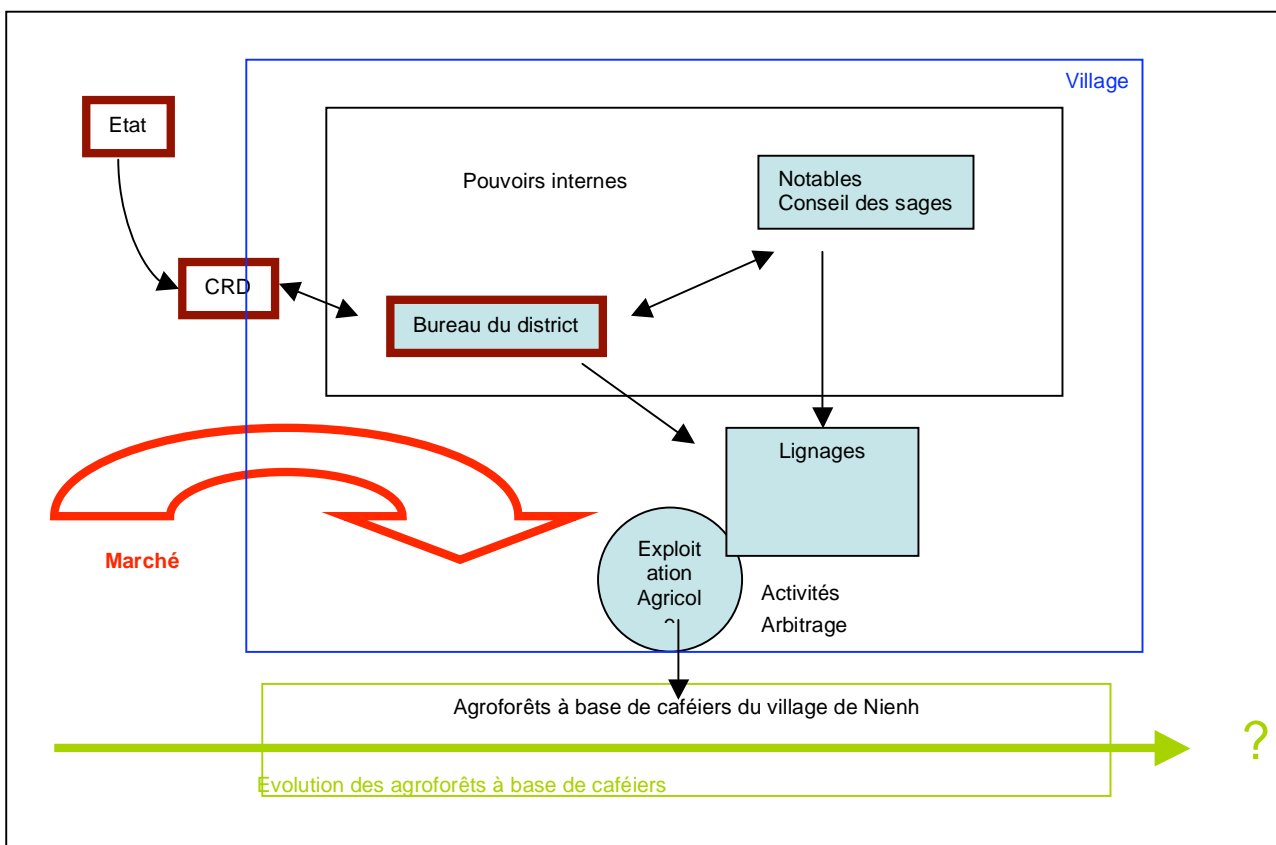 Village
Etat
Pouvoirs internes
Notables
Conseil des sages
CRD
Bureau du district
Lignages
Marché
Exploit
ation
Agricol
Activités
Arbitrage
Agroforêts à base de caféiers du village de Nienh
?
Evolution des agroforêts à base de caféiers